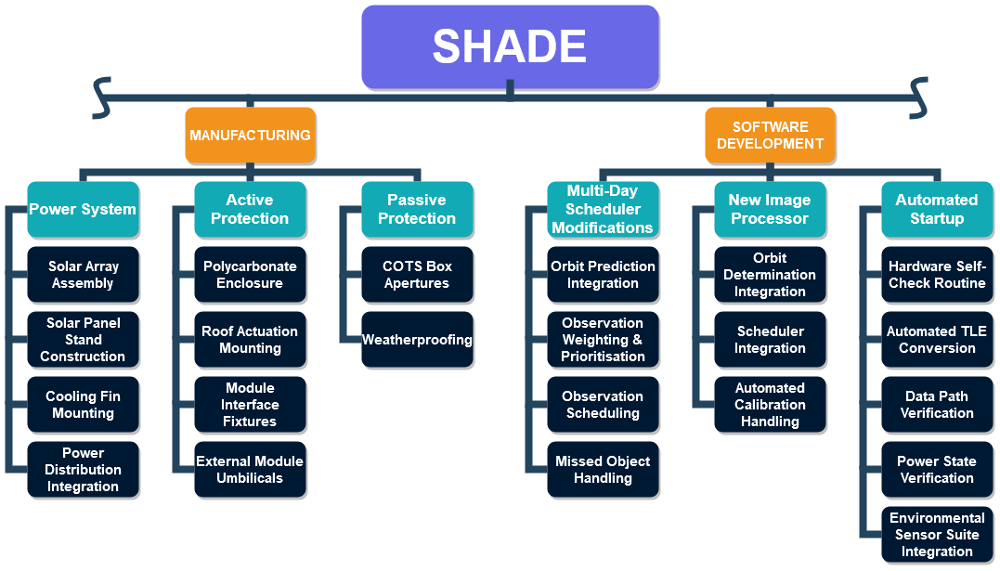 SHADE
MANUFACTURING
Power System
Solar Array
Assembly
Solar Panel
Stand
Construction
Cooling Fin
Mounting
Power
Distribution
Integration
Active
Protection
Polycarbonate
Enclosure
Roof Actuation
Mounting
Module
Interface
Fixtures
External Module
Umbilicals
Passive
Protection
COTS Box
Apertures
Weatherproofing
SOFTWARE
DEVELOPMENT
Multi-Day
Scheduler
Modifications
Orbit Prediction
Integration
Observation
Weighting &
Prioritisation
Observation
Scheduling
Missed Object
Handling
New Image
Processor
Orbit
Determination
Integration
Scheduler
Integration
Automated
Calibration
Handling
Automated
Startup
Hardware Self-
Check Routine
Automated TLE
Conversion
Data Path
Verification
Power State
Verification
Environmental
Sensor Suite
Integration